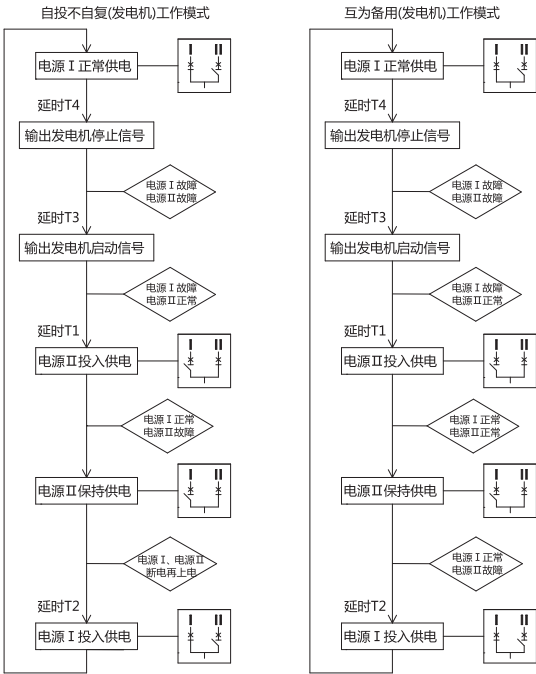 自投不自复(发电机)工作模式
I II
电源Ⅰ正常供电
延时T4
输出发电机停止信号
电源Ⅰ故障
电源Ⅱ故障
延时T3
输出发电机启动信号
电源Ⅰ故障
电源Ⅱ正常
延时T1
I II
电源Ⅱ投入供电
电源Ⅰ正常
电源Ⅱ故障
I II
电源Ⅱ保持供电
电源Ⅰ、电源Ⅱ
断电再上电
延时T2
I II
电源Ⅰ投入供电
互为备用(发电机)工作模式
I II
电源Ⅰ正常供电
延时T4
输出发电机停止信号
电源Ⅰ故障
电源Ⅱ故障
延时T3
输出发电机启动信号
电源Ⅰ故障
电源Ⅱ正常
延时T1
I II
电源Ⅱ投入供电
电源Ⅰ正常
电源Ⅱ正常
I II
电源Ⅱ保持供电
电源Ⅰ正常
电源Ⅱ故障
延时T2
I II
电源Ⅰ投入供电